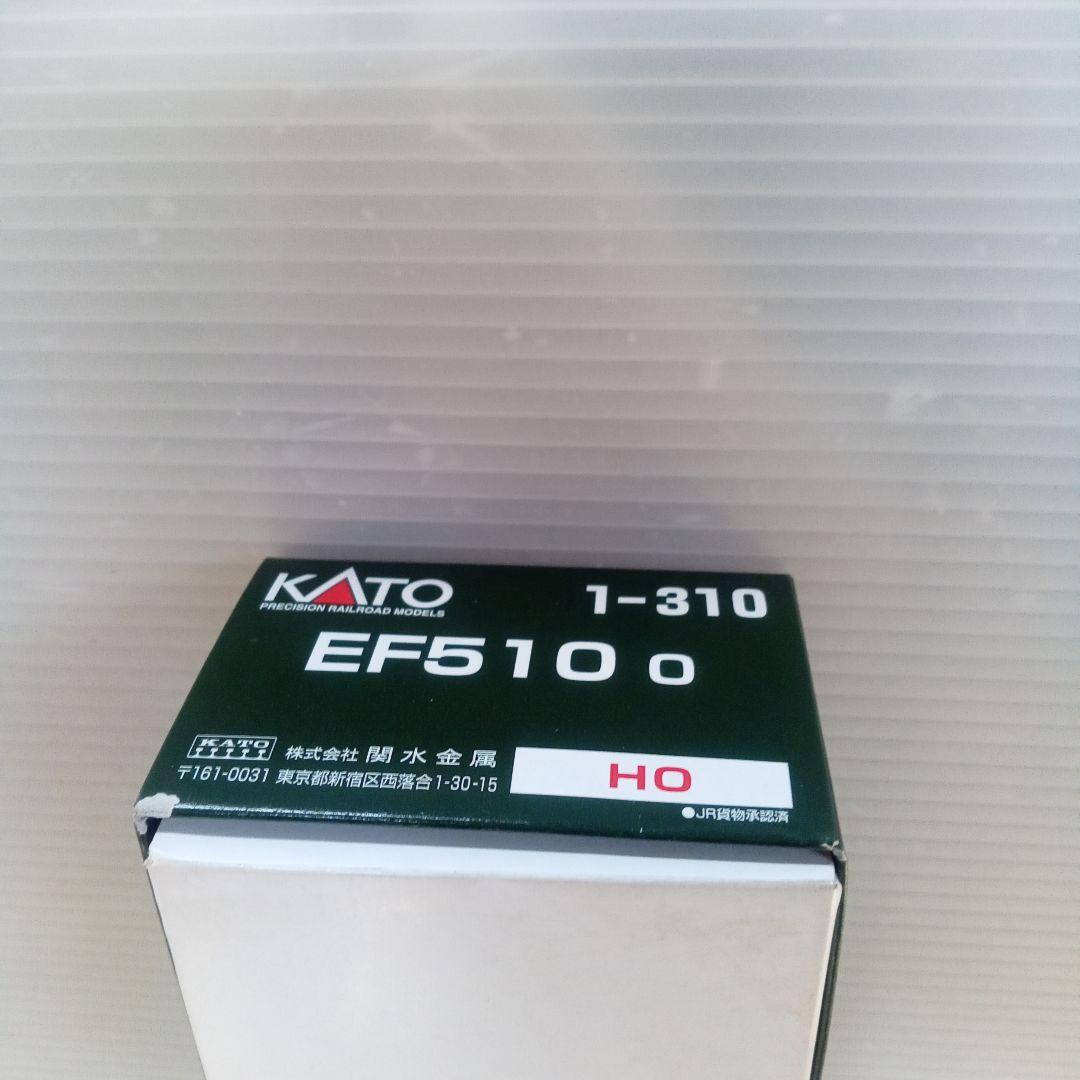 KATO 1-310
PRECISION RAILROAD MODELS
EF510 0
KATO 株式会社 関水金属
〒161-0031 東京都新宿区西落合1-30-15
HO
●JR貨物承認済